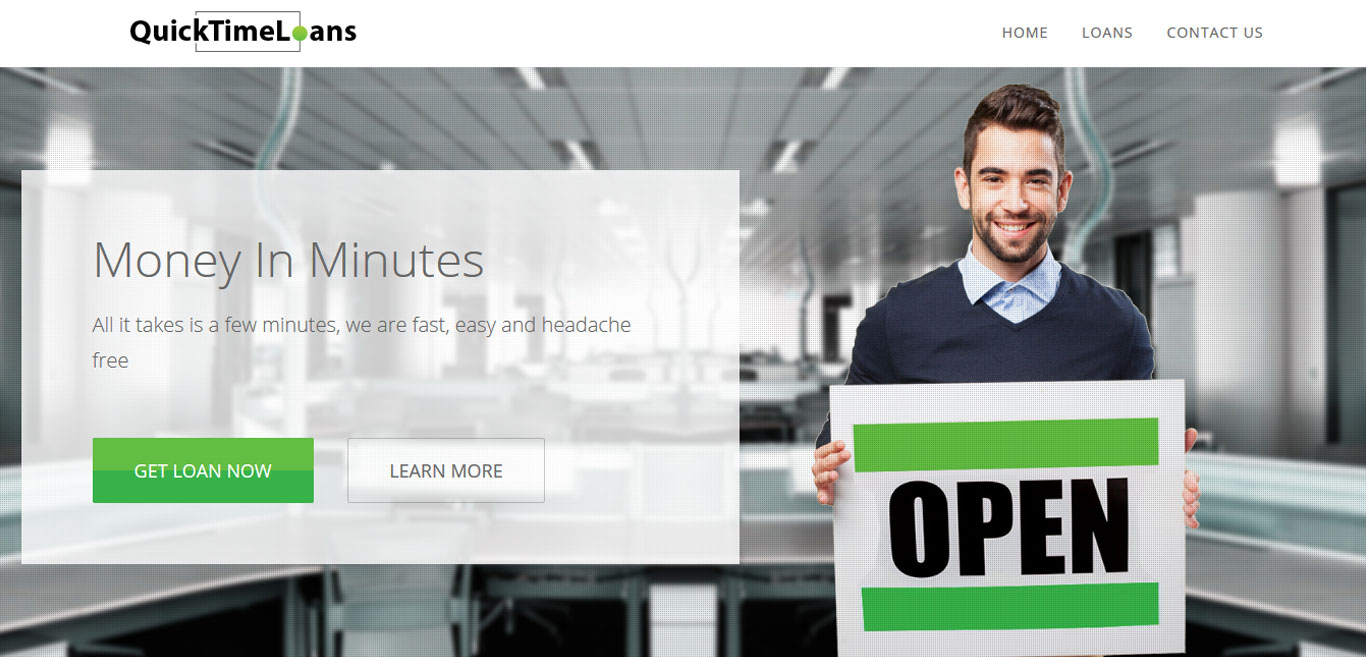 QuickTimeLoans
HOME LOANS CONTACT US
Money In Minutes
All it takes is a few minutes, we are fast, easy and headache
free
GET LOAN NOW LEARN MORE
OPEN